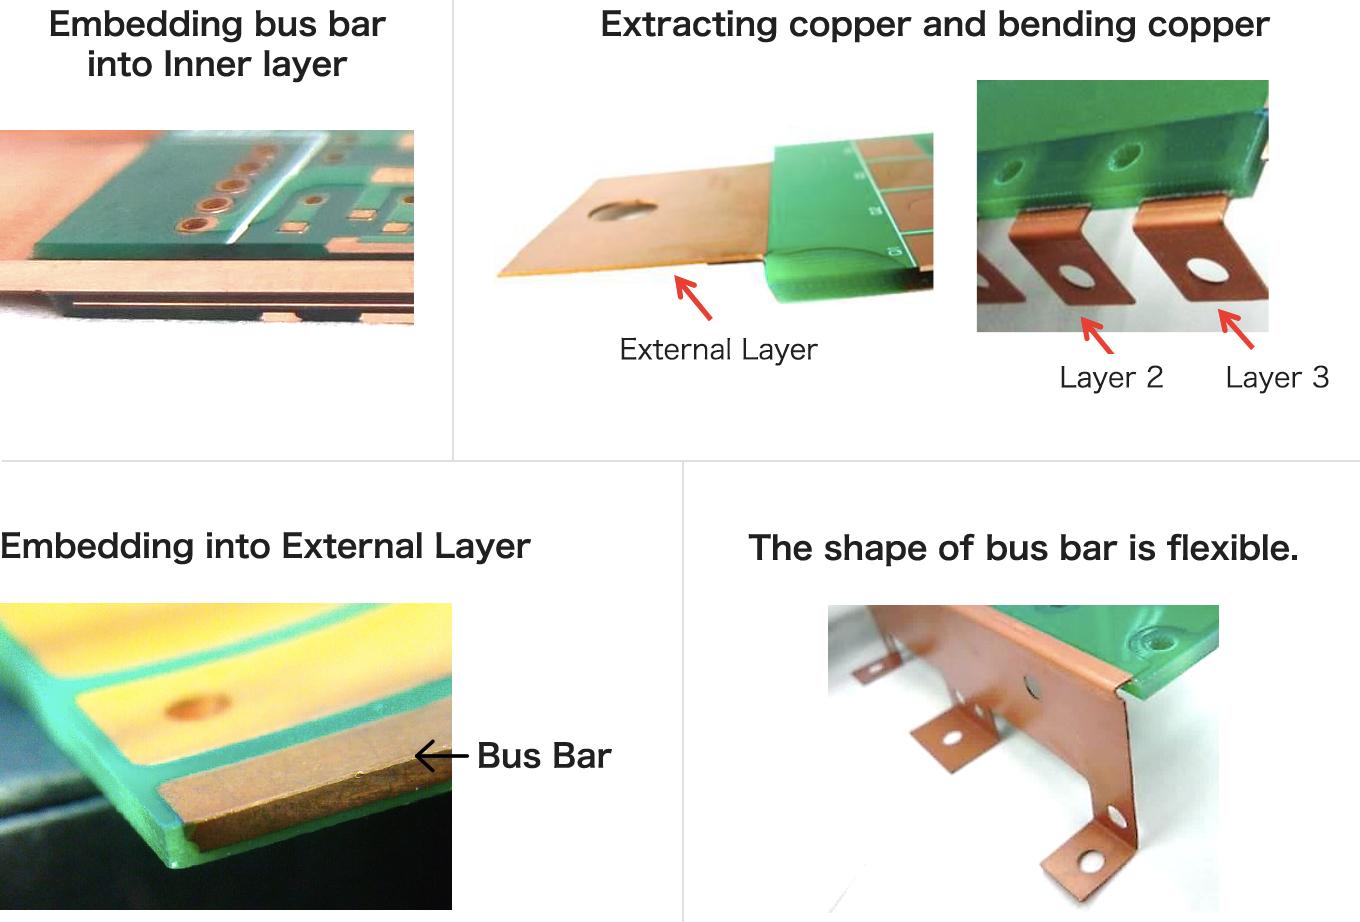 Embedding bus bar
into Inner layer
Extracting copper and bending copper
External Layer
Layer 2
Layer 3
Embedding into External Layer
Bus Bar
The shape of bus bar is flexible.